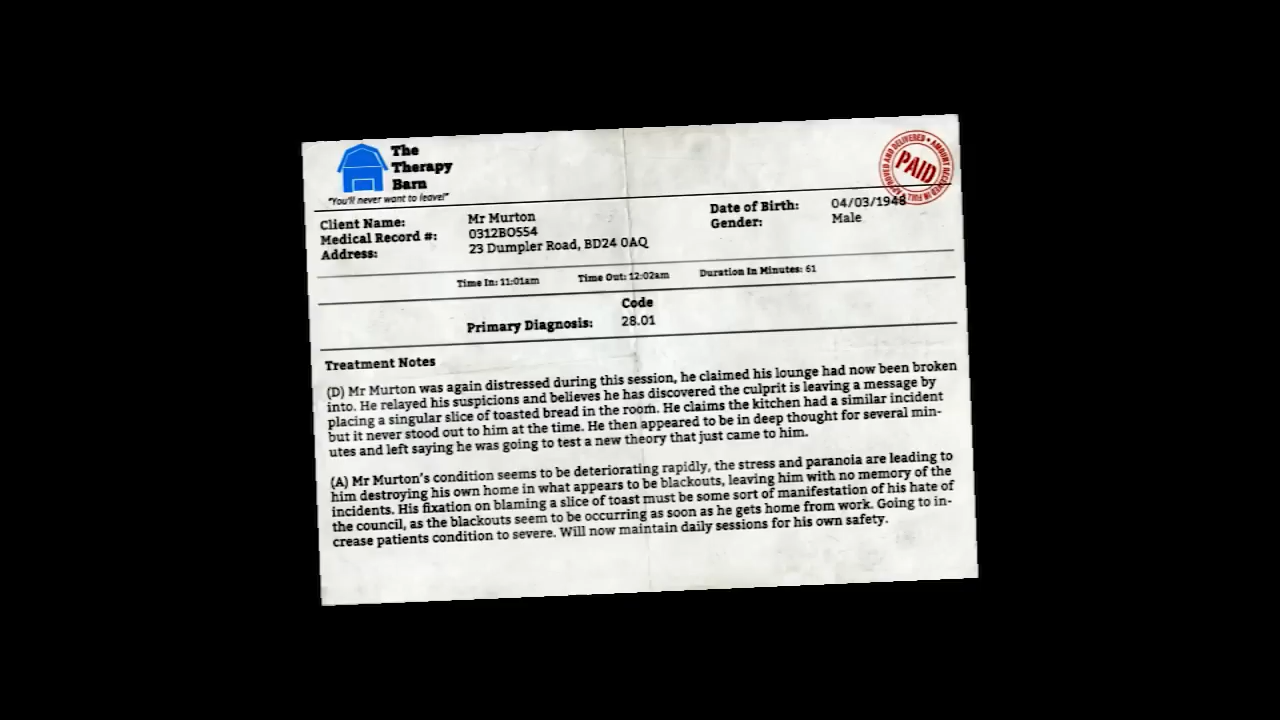 The
Therapy
Barn
"You'll never want to leave!"
PAID
Client Name: Mr Murton
Medical Record #: 0312BO554
Address: 23 Dumpler Road, BD24 0AQ
Date of Birth: 04/03/1948
Gender: Male
Time In: 11:01am Time Out: 12:02am Duration In Minutes: 61
Code
Primary Diagnosis: 28.01
Treatment Notes
(D) Mr Murton was again distressed during this session, he claimed his lounge had now been broken
into. He relayed his suspicions and believes he has discovered the culprit is leaving a message by
placing a singular slice of toasted bread in the room. He claims the kitchen had a similar incident
but it never stood out to him at the time. He then appeared to be in deep thought for several min-
utes and left saying he was going to test a new theory that just came to him.
(A) Mr Murton's condition seems to be deteriorating rapidly, the stress and paranoia are leading to
him destroying his own home in what appears to be blackouts, leaving him with no memory of the
incidents. His fixation on blaming a slice of toast must be some sort of manifestation of his hate of
the council, as the blackouts seem to be occurring as soon as he gets home from work. Going to in-
crease patients condition to severe. Will now maintain daily sessions for his own safety.